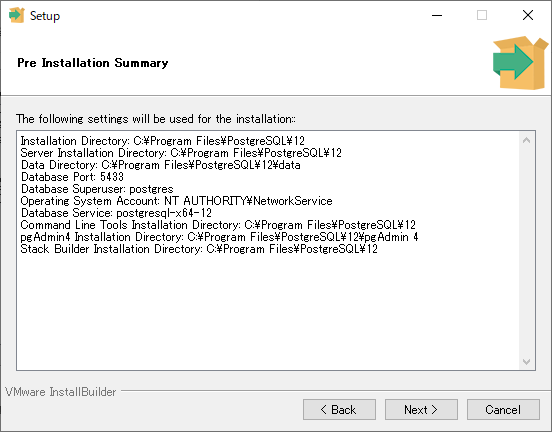 Setup
Pre Installation Summary
The following settings will be used for the installation::
Installation Directory: C:¥Program Files¥PostgreSQL¥12
Server Installation Directory: C:¥Program Files¥PostgreSQL¥12
Data Directory: C:¥Program Files¥PostgreSQL¥12¥data
Database Port: 5433
Database Superuser: postgres
Operating System Account: NT AUTHORITY¥NetworkService
Database Service: postgresql-x64-12
Command Line Tools Installation Directory: C:¥Program Files¥PostgreSQL¥12
pgAdmin4 Installation Directory: C:¥Program Files¥PostgreSQL¥12¥pgAdmin 4
Stack Builder Installation Directory: C:¥Program Files¥PostgreSQL¥12
VMware InstallBuilder
< Back
Next >
Cancel